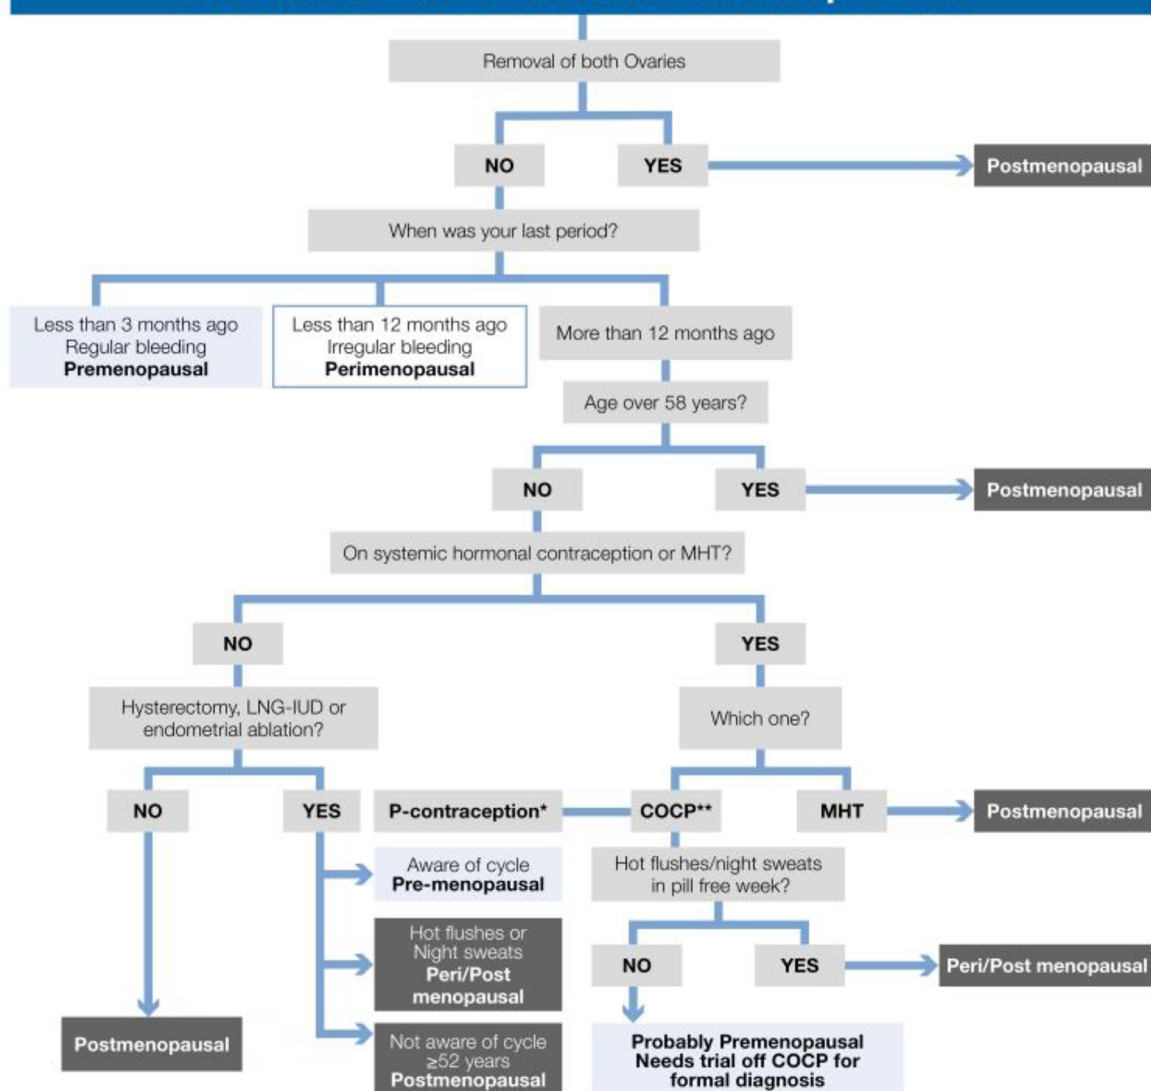 Removal of both Ovaries
NO
YES
Postmenopausal
When was your last period?
Less than 3 months ago
Regular bleeding
Premenopausal
Less than 12 months ago
Irregular bleeding
Perimenopausal
More than 12 months ago
Age over 58 years?
NO
YES
Postmenopausal
On systemic hormonal contraception or MHT?
NO
YES
Hysterectomy, LNG-IUD or
endometrial ablation?
Which one?
NO
YES
P-contraception*
COCP**
MHT
Postmenopausal
Aware of cycle
Pre-menopausal
Hot flushes/night sweats
in pill free week?
Hot flushes or
Night sweats
Peri/Post
menopausal
NO
YES
Peri/Post menopausal
Postmenopausal
Not aware of cycle
≥52 years
Postmenopausal
Probably Premenopausal
Needs trial off COCP for
formal diagnosis